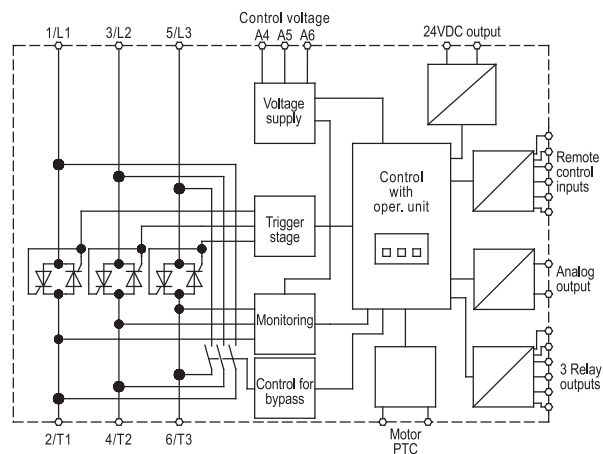 Control voltage
24VDC output
1/L1
3/L2
5/L3
A4
A5
A6
Voltage
supply
Control
with
oper. unit
Remote
control
inputs
Trigger
stage
Analog
output
Monitoring
Control for
bypass
3 Relay
outputs
2/T1
4/T2
6/T3
Motor
PTC